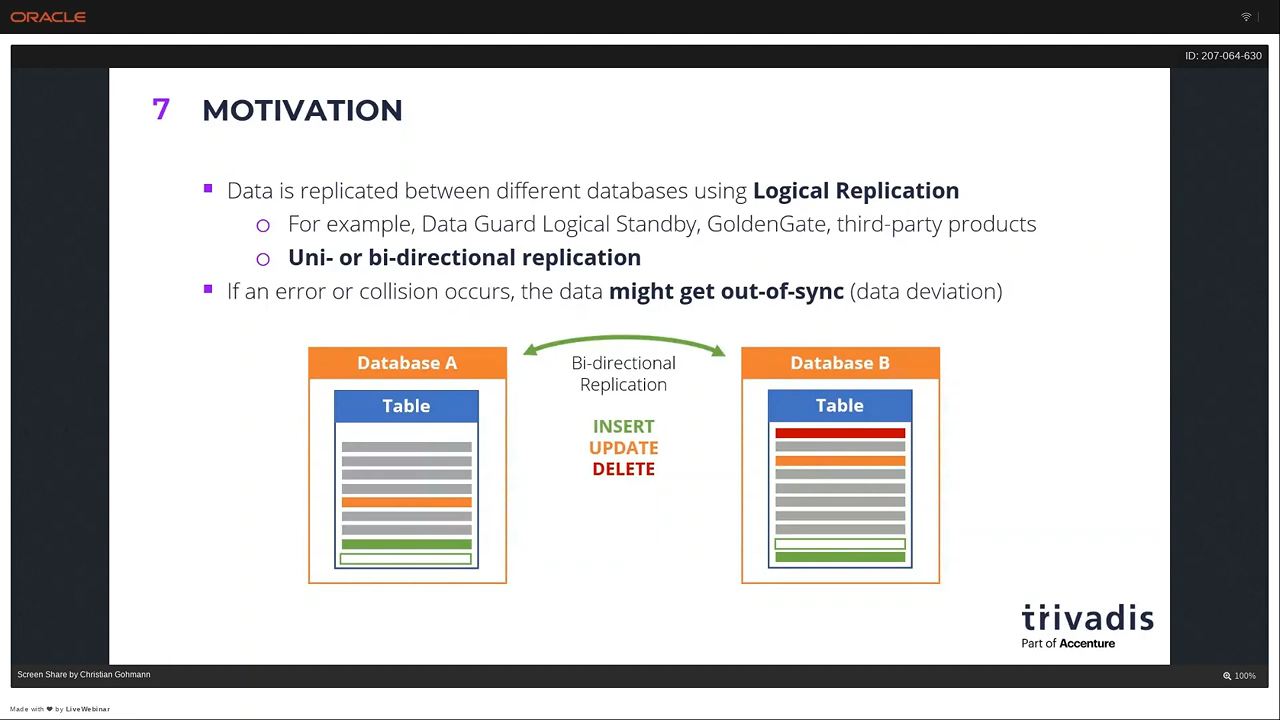 ORACLE
ID: 207-064-630
7 MOTIVATION
Data is replicated between different databases using Logical Replication
For example, Data Guard Logical Standby, GoldenGate, third-party products
Uni- or bi-directional replication
If an error or collision occurs, the data might get out-of-sync (data deviation)
Database A
Table
Bi-directional
Replication
INSERT
UPDATE
DELETE
Database B
Table
trivadis
Part of Accenture
Screen Share by Christian Gohmann
100%
Made with ❤ by LiveWebinar